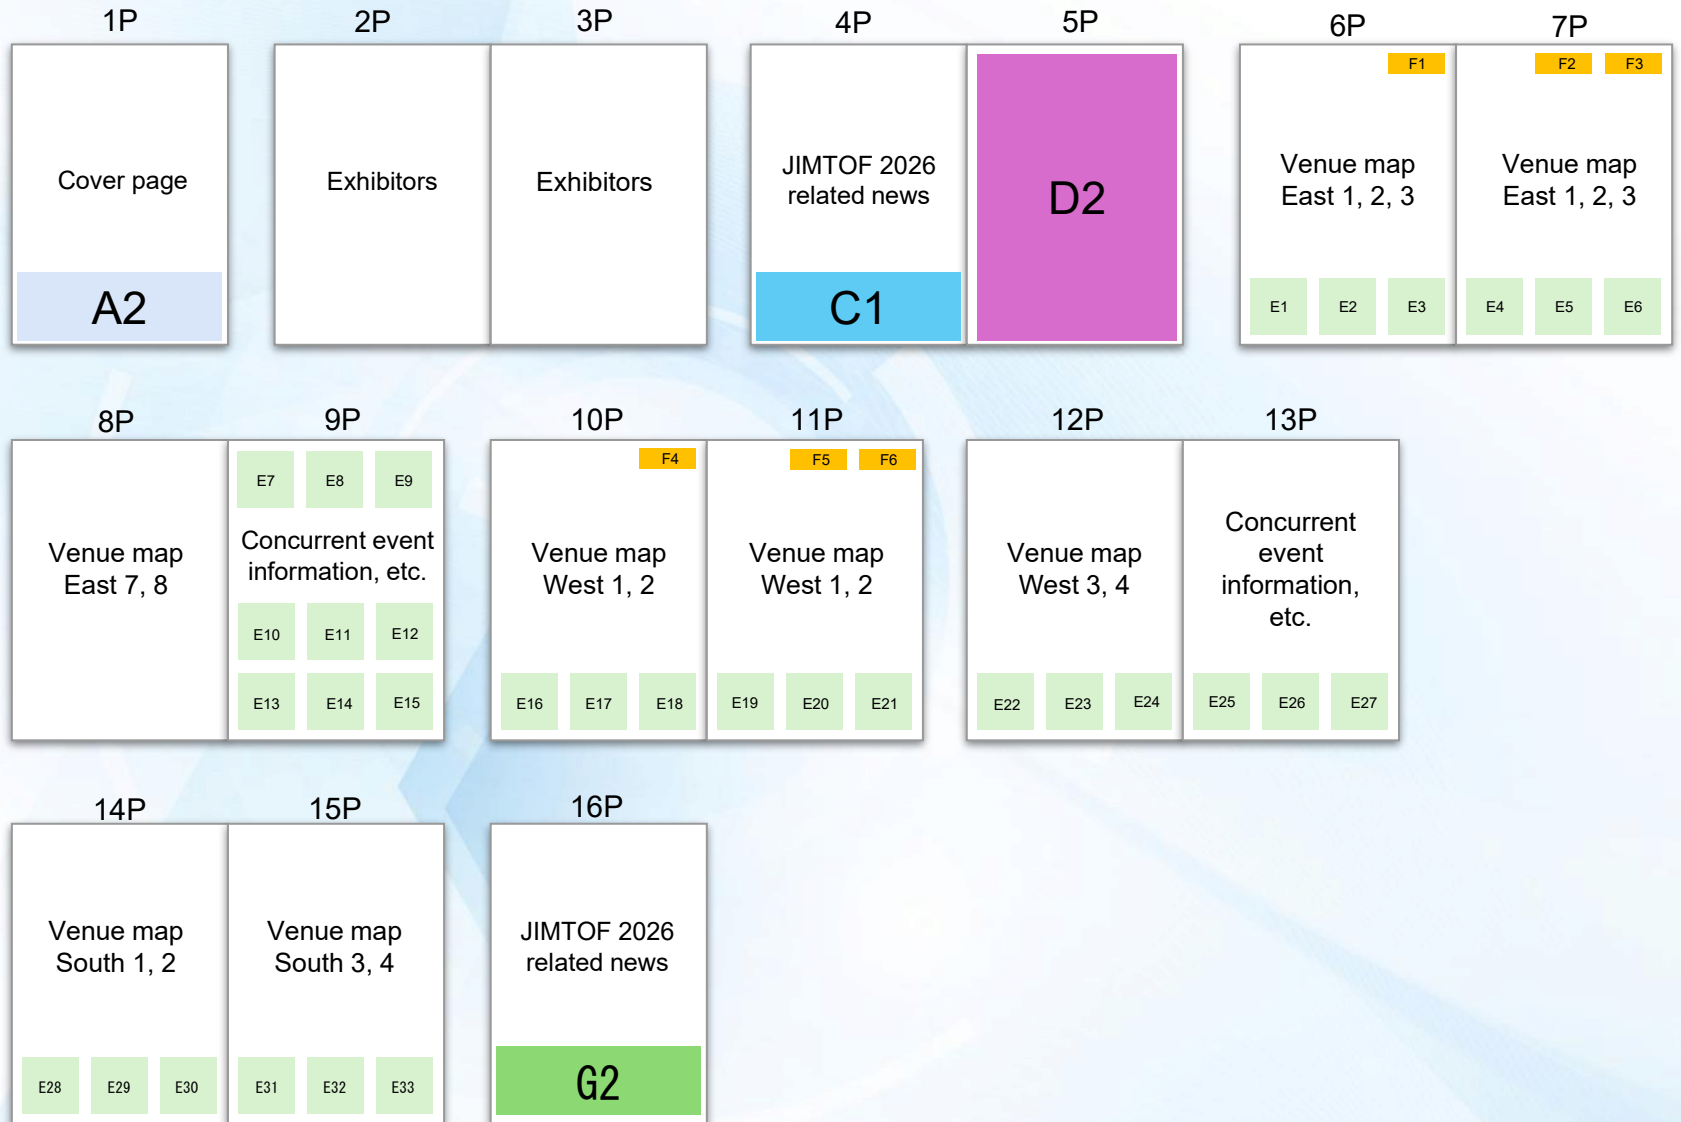 1P
2P
3P
4P
5P
6P
7P
Cover page
A2
Exhibitors
Exhibitors
JIMTOF 2026
related news
C1
D2
F1
Venue map
East 1, 2, 3
E1
E2
E3
F2
F3
Venue map
East 1, 2, 3
E4
E5
E6
8P
9P
10P
11P
12P
13P
Venue map
East 7, 8
E7
E8
E9
Concurrent event
information, etc.
E10
E11
E12
E13
E14
E15
F4
Venue map
West 1, 2
E16
E17
E18
F5
F6
Venue map
West 1, 2
E19
E20
E21
Venue map
West 3, 4
E22
E23
E24
Concurrent
event
information,
etc.
E25
E26
E27
14P
15P
16P
Venue map
South 1, 2
E28
E29
E30
Venue map
South 3, 4
E31
E32
E33
JIMTOF 2026
related news
G2